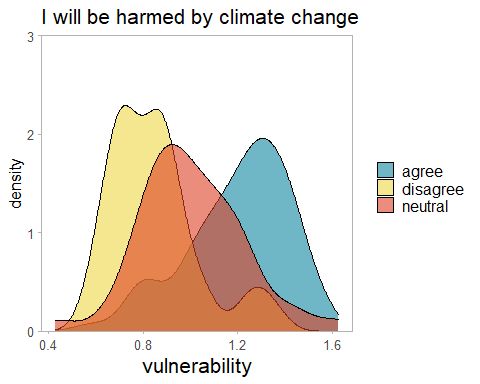 I will be harmed by climate change
3
2
1
0
density
0.4 0.8 1.2 1.6
vulnerability
agree
disagree
neutral